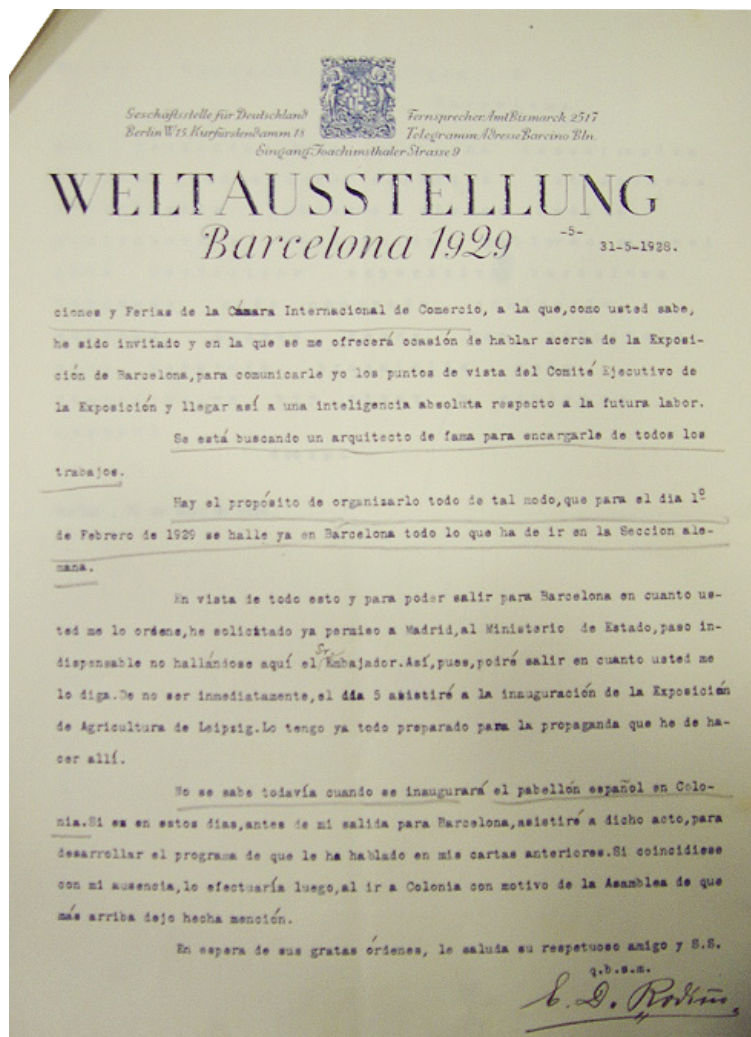 Geschäftsstelle für Deutschland
Berlin W15. Kurfürstendamm 18
Fernsprecher: Amt Bismarck 2517
Telegramm Adresse Barcino Bln.
Eingang: Joachimsthaler Strasse 9
WELTAUSSTELLUNG
Barcelona 1929
-5-
31-5-1928.
ciones y Ferias de la Cámara Internacional de Comercio, a la que,como usted sabe,
he sido invitado y en la que se me ofrecerá ocasión de hablar acerca de la Exposi-
ción de Barcelona,para comunicarle yo los puntos de vista del Comité Ejecutivo de
la Exposición y llegar así a una inteligencia absoluta respecto a la futura labor.
Se está buscando un arquitecto de fama para encargarle de todos los
trabajos.
Hay el propósito de organizarlo todo de tal modo,que para el dia 1º
de Febrero de 1929 se halle ya en Barcelona todo lo que ha de ir en la Seccion ale-
mana.
En vista de todo esto y para poder salir para Barcelona en cuanto us-
ted me lo ordene,he solicitado ya permiso a Madrid,al Ministerio de Estado,paso in-
dispensable no hallándose aquí el Sr. Embajador.Así,pues,podré salir en cuanto usted me
lo diga.De no ser inmediatamente,el día 5 asistiré a la inauguración de la Exposición
de Agricultura de Leipzig.Lo tengo ya todo preparado para la propaganda que he de ha-
cer allí.
No se sabe todavía cuando se inaugurará el pabellón español en Colo-
nia.Si es en estos dias,antes de mi salida para Barcelona,asistiré a dicho acto,para
desarrollar el programa de que le ha hablado en mis cartas anteriores.Si coincidiese
con mi ausencia,lo efectuaría luego,al ir a Colonia con motivo de la Asamblea de que
más arriba dejo hecha mención.
En espera de sus gratas órdenes, le saluda su respetuoso amigo y S.S.
q.b.s.m.
E. D. Rodiño